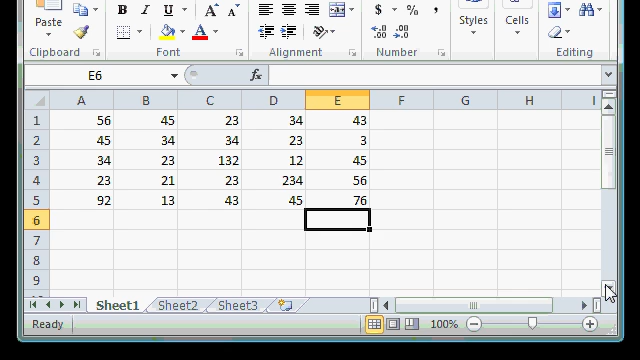 Paste
B I U A A
$ % ,
Styles
Cells
A
.00
.00
Clipboard Font Alignment Number Editing
E6 fx
A B C D E F G H I
1 56 45 23 34 43
2 45 34 34 23 3
3 34 23 132 12 45
4 23 21 23 234 56
5 92 13 43 45 76
6
7
8
9
Sheet1 Sheet2 Sheet3
Ready 100%